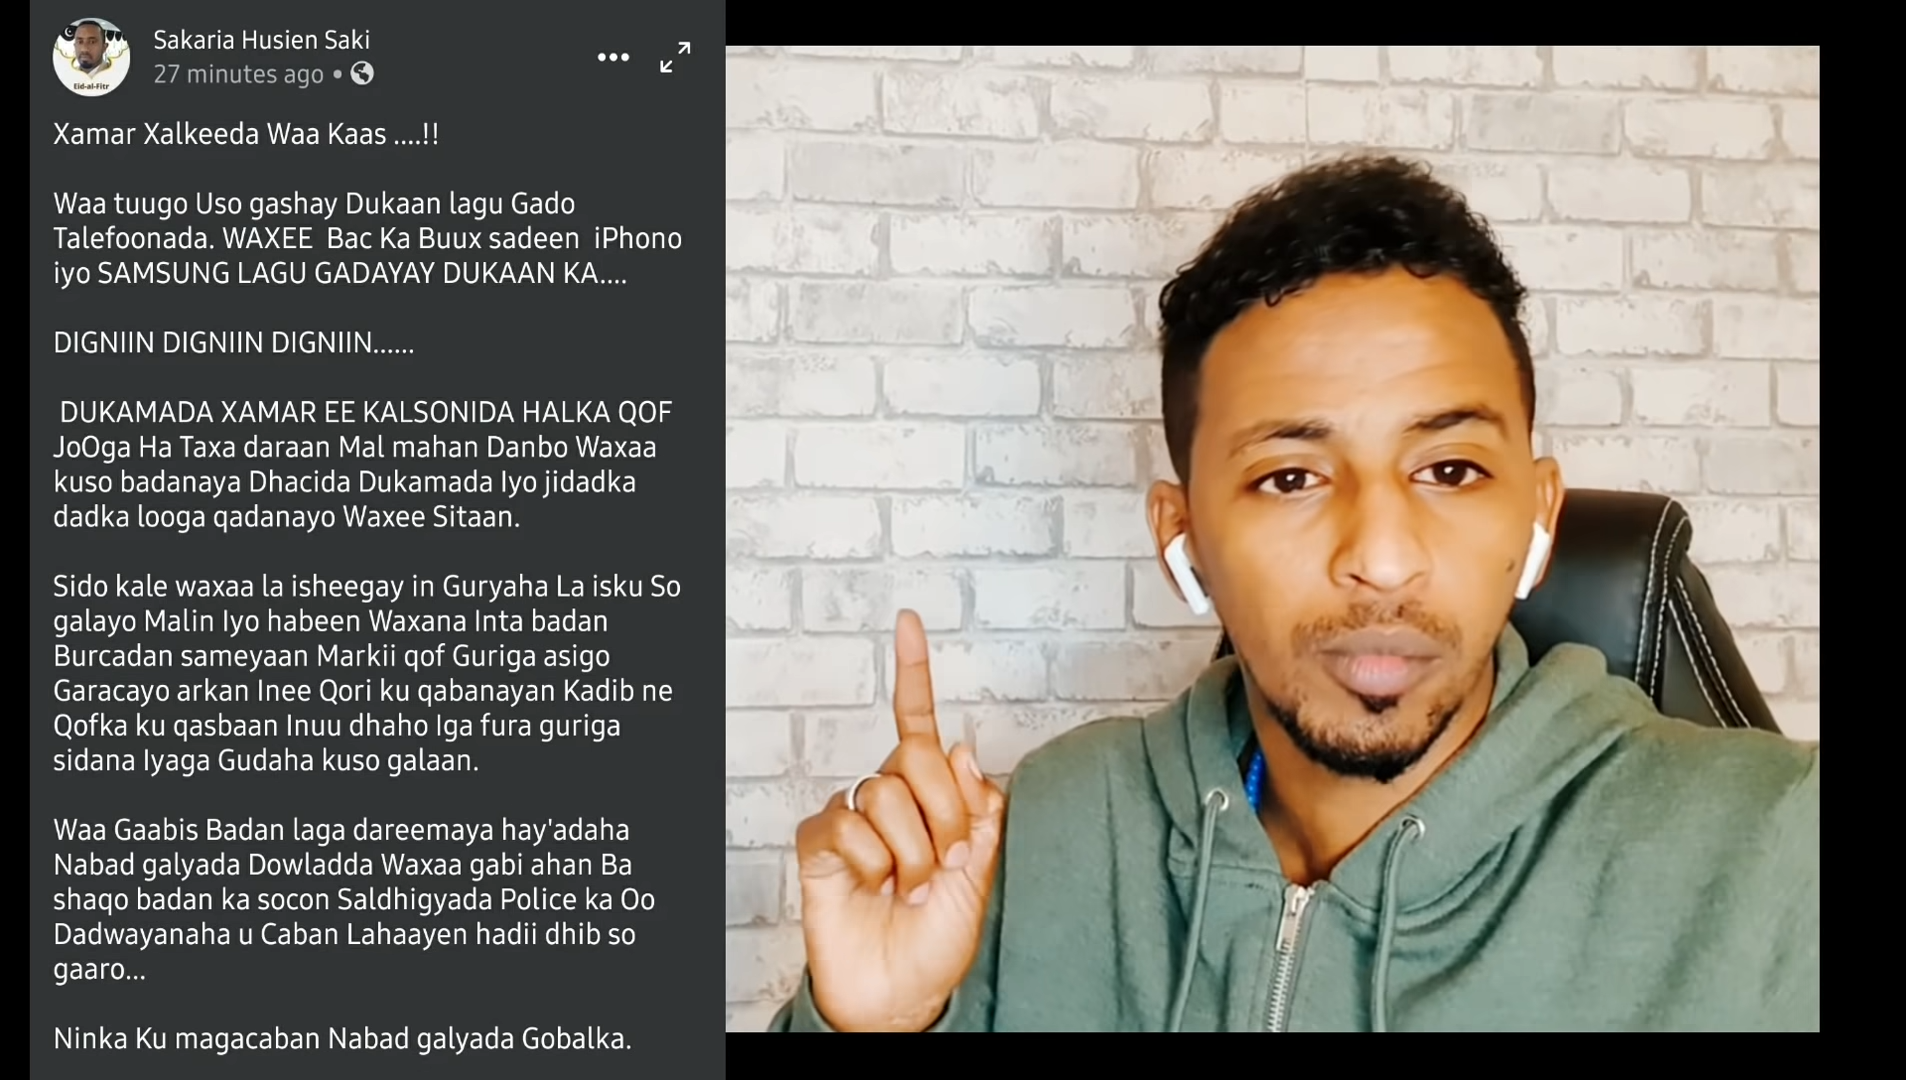 Sakaria Husien Saki
27 minutes ago •
Eid-al-Fitr
Xamar Xalkeeda Waa Kaas ....!!
Waa tuugo Uso gashay Dukaan lagu Gado
Talefoonada. WAXEE  Bac Ka Buux sadeen  iPhono
iyo SAMSUNG LAGU GADAYAY DUKAAN KA....
DIGNIIN DIGNIIN DIGNIIN......
DUKAMADA XAMAR EE KALSONIDA HALKA QOF
JoOga Ha Taxa daraan Mal mahan Danbo Waxaa
kuso badanaya Dhacida Dukamada Iyo jidadka
dadka looga qadanayo Waxee Sitaan.
Sido kale waxaa la isheegay in Guryaha La isku So
galayo Malin Iyo habeen Waxana Inta badan
Burcadan sameyaan Markii qof Guriga asigo
Garacayo arkan Inee Qori ku qabanayan Kadib ne
Qofka ku qasbaan Inuu dhaho Iga fura guriga
sidana Iyaga Gudaha kuso galaan.
Waa Gaabis Badan laga dareemaya hay'adaha
Nabad galyada Dowladda Waxaa gabi ahan Ba
shaqo badan ka socon Saldhigyada Police ka Oo
Dadwayanaha u Caban Lahaayen hadii dhib so
gaaro...
Ninka Ku magacaban Nabad galyada Gobalka.